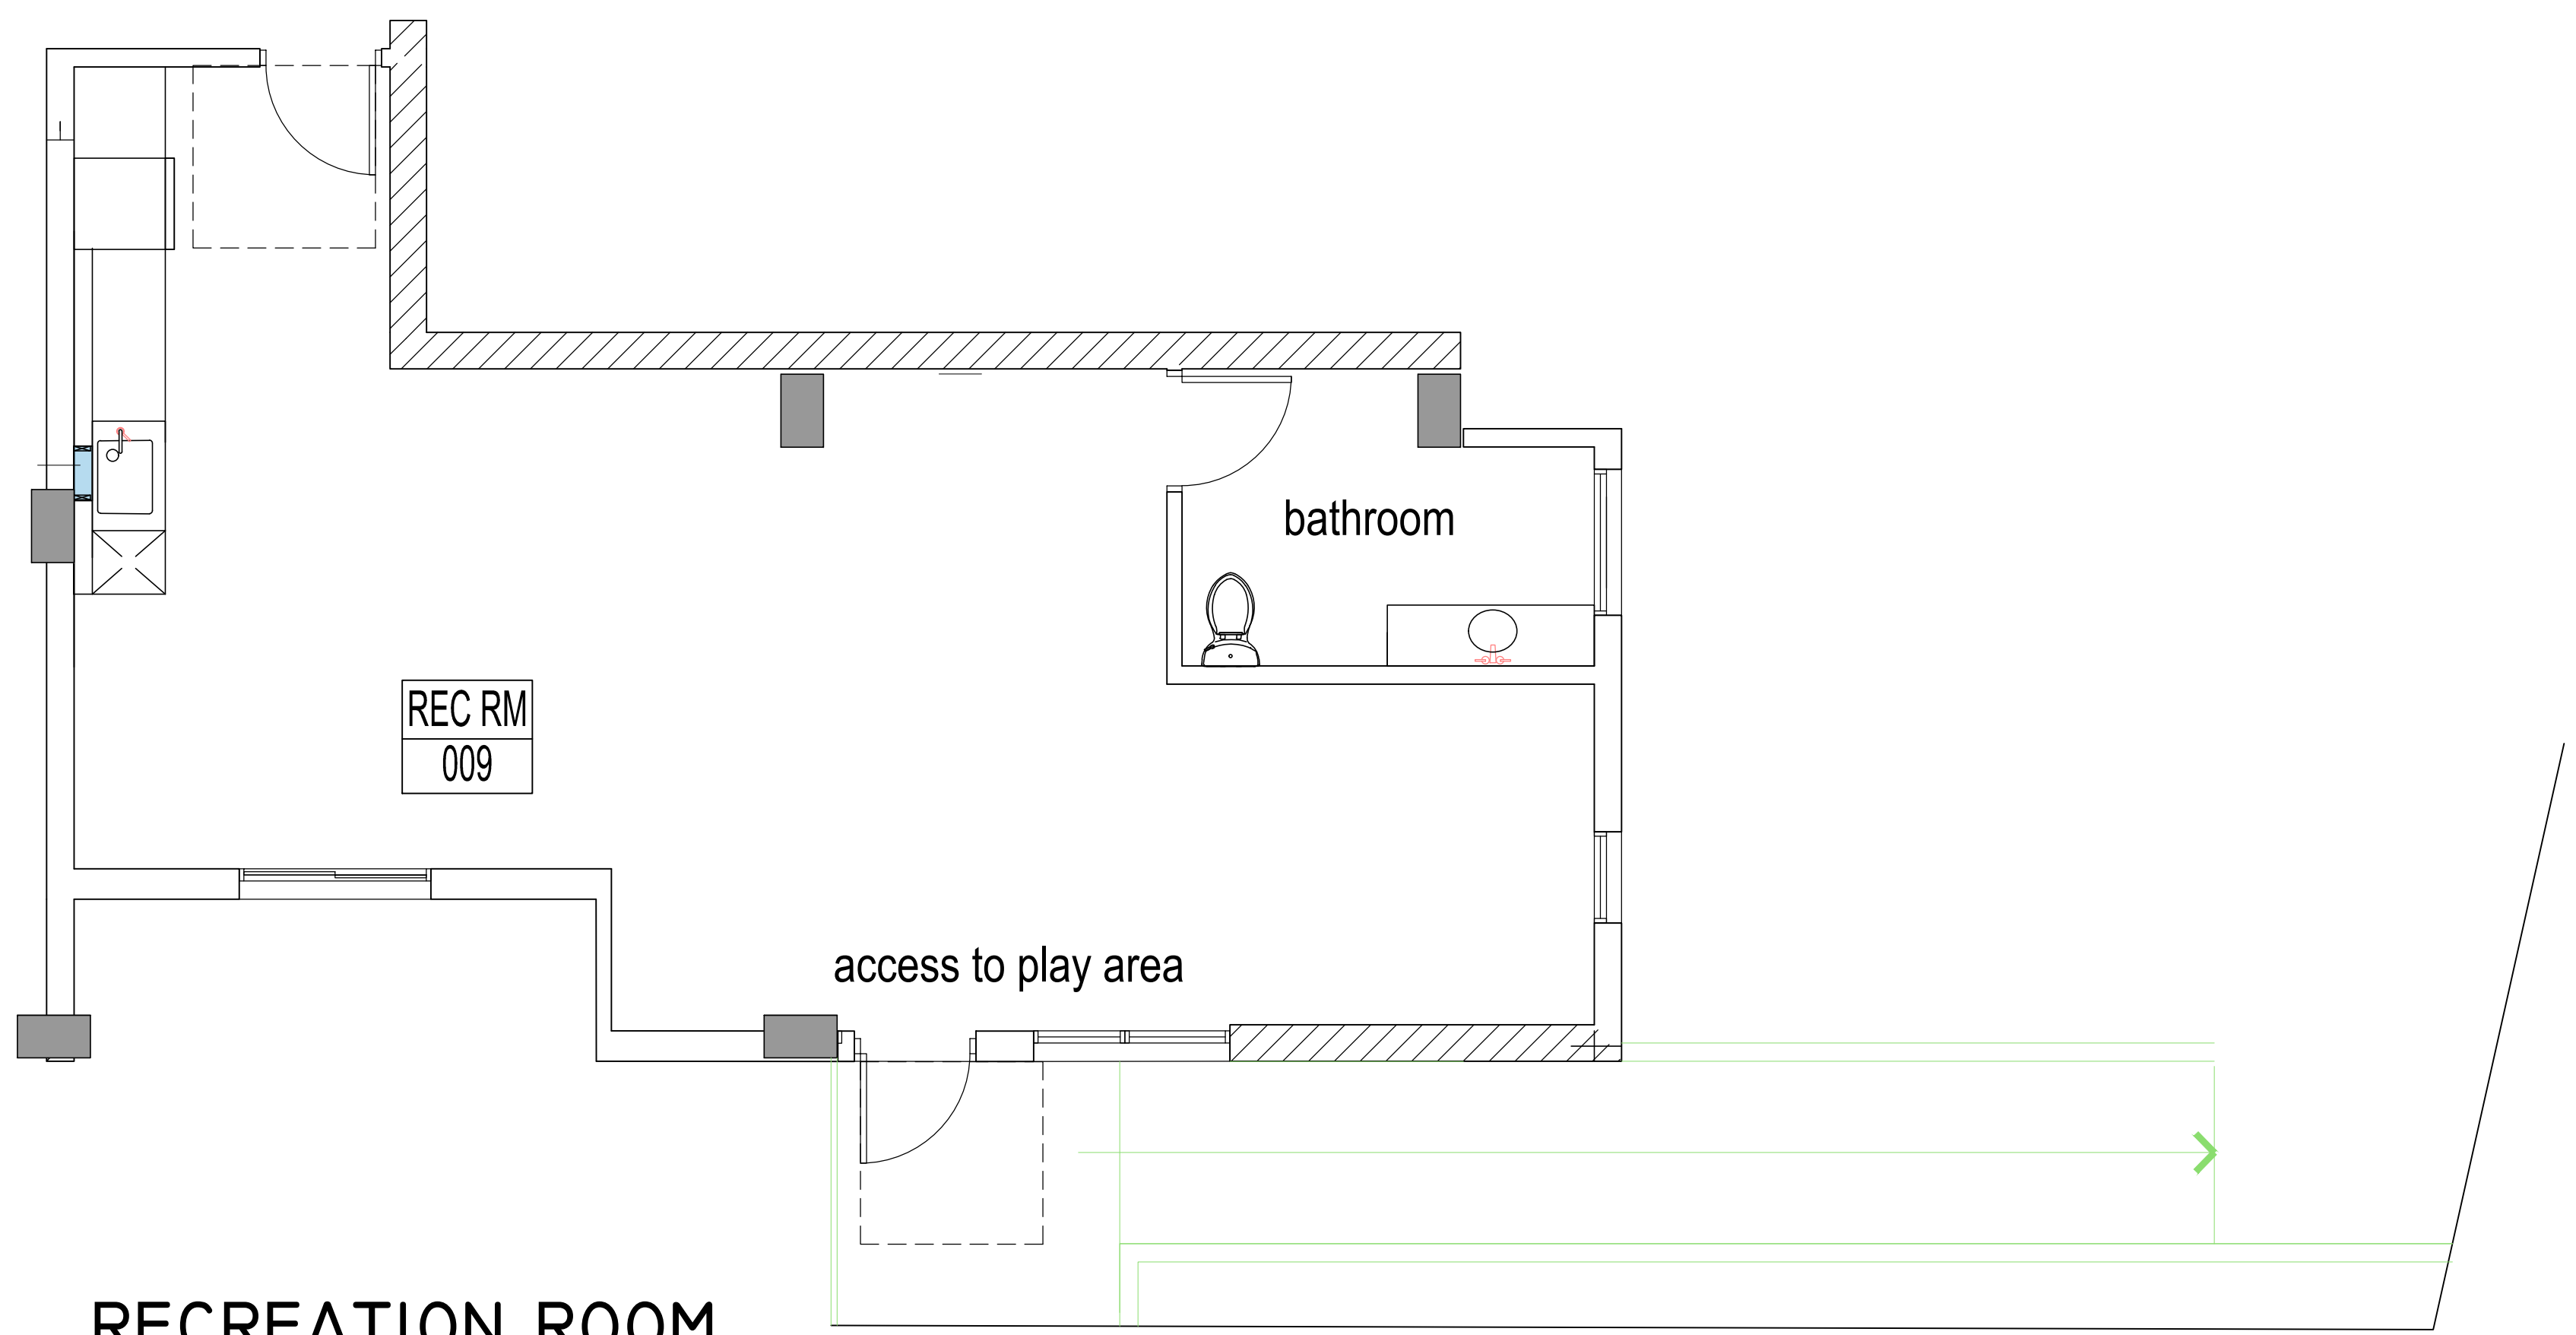 bathroom
REC RM
009
access to play area
RECREATION ROOM